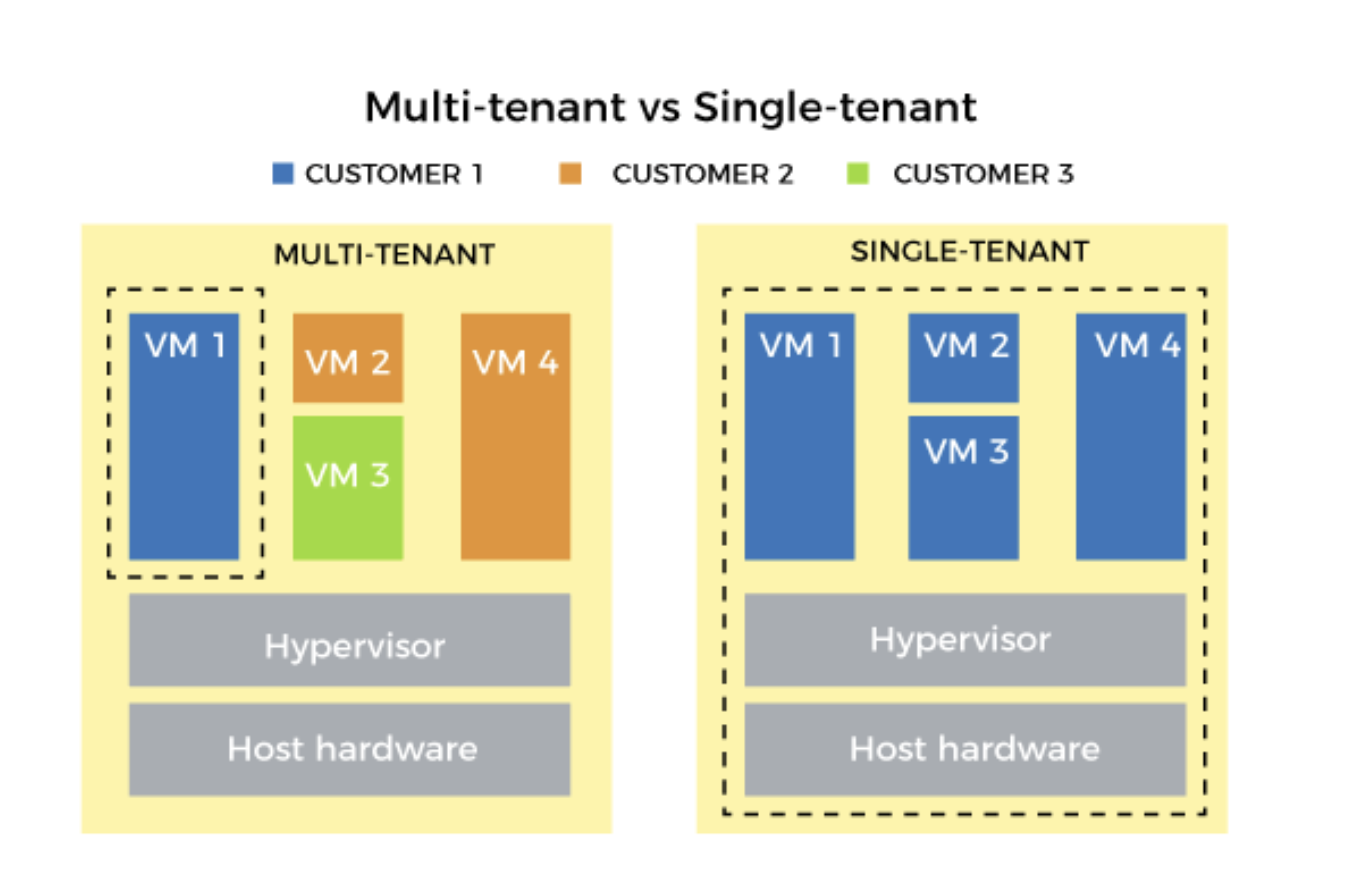 Multi-tenant vs Single-tenant
CUSTOMER 1 CUSTOMER 2 CUSTOMER 3
MULTI-TENANT
VM 1 VM 2 VM 4
VM 3
Hypervisor
Host hardware
SINGLE-TENANT
VM 1 VM 2 VM 4
VM 3
Hypervisor
Host hardware